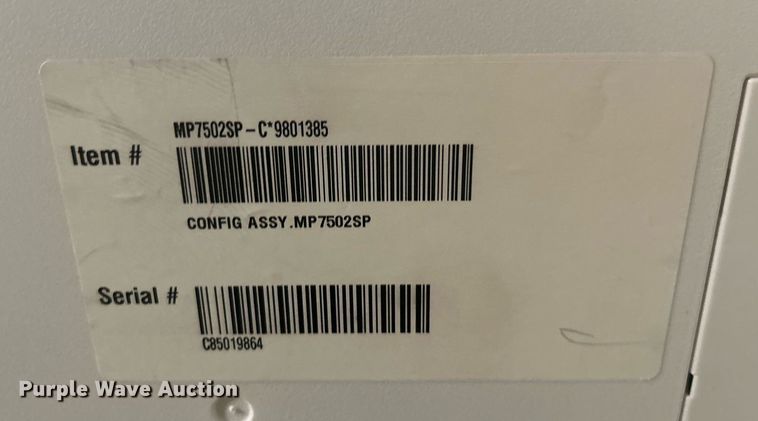 MP7502SP-C*9801385
Item #
CONFIG ASSY.MP7502SP
Serial #
C85019864
Purple Wave Auction